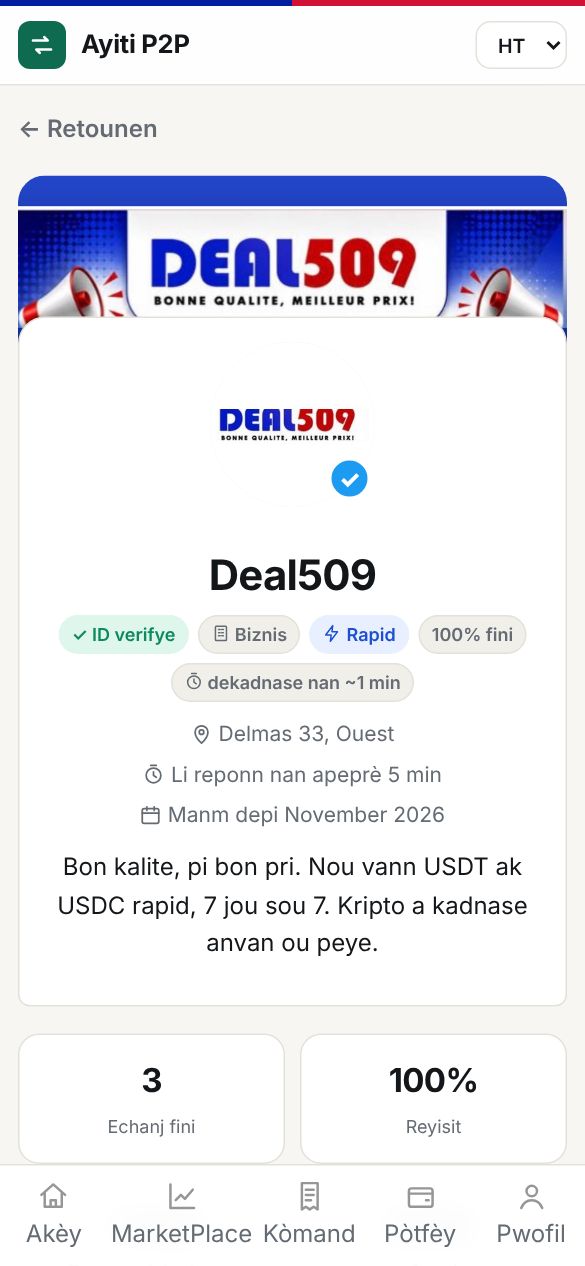 Ayiti P2P
HT
← Retounen
DEAL509
BONNE QUALITE, MEILLEUR PRIX!
DEAL509
BONNE QUALITE, MEILLEUR PRIX!
Deal509
ID verifye
Biznis
Rapid
100% fini
dekadnase nan ~1 min
Delmas 33, Ouest
Li reponn nan apeprè 5 min
Manm depi November 2026
Bon kalite, pi bon pri. Nou vann USDT ak
USDC rapid, 7 jou sou 7. Kripto a kadnase
anvan ou peye.
3
Echanj fini
100%
Reyisit
Akèy
MarketPlace
Kòmand
Pòtfèy
Pwofil